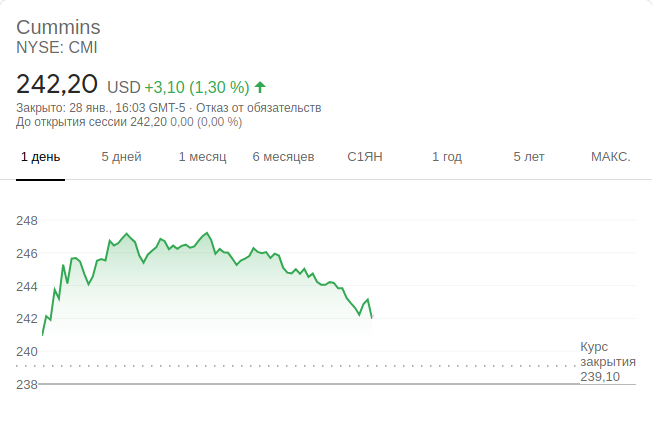 Cummins
NYSE: CMI
242,20 USD +3,10 (1,30 %)
Закрыто: 28 янв., 16:03 GMT-5 · Отказ от обязательств
До открытия сессии 242,20 0,00 (0,00 %)
1 день 5 дней 1 месяц 6 месяцев С1ЯН 1 год 5 лет МАКС.
248
246
244
242
240
Курс
закрытия
239,10
238